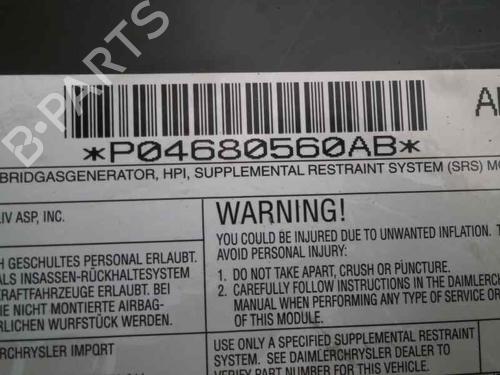 B-PARTS
*P04680560AB*
BRIDGASGENERATOR, HPI, SUPPLEMENTAL RESTRAINT SYSTEM (SRS) MO
LIV ASP, INC.
H GESCHULTES PERSONAL ERLAUBT.
ALS INSASSEN-RÜCKHALTESYSTEM
KRAFTFAHRZEUGE ERLAUBT. BEI
E NICHT MONTIERTE AIRBAG-
RLICHEN WURFSTÜCK WERDEN.
RCHRYSLER IMPORT
WARNING!
YOU COULD BE INJURED DUE TO UNWANTED INFLATION.
AVOID PERSONAL INJURY:
1. DO NOT TAKE APART, CRUSH OR PUNCTURE.
2. CAREFULLY FOLLOW INSTRUCTIONS IN THE DAIMLERC
MANUAL WHEN PERFORMING ANY TYPE OF SERVICE OR
OF THIS MODULE.
USE ONLY A SPECIFIED SUPPLEMENTAL RESTRAINT
SYSTEM. SEE DAIMLERCHRYSLER DEALER TO
VERIFY PART NUMBER FOR THIS VEHICLE.